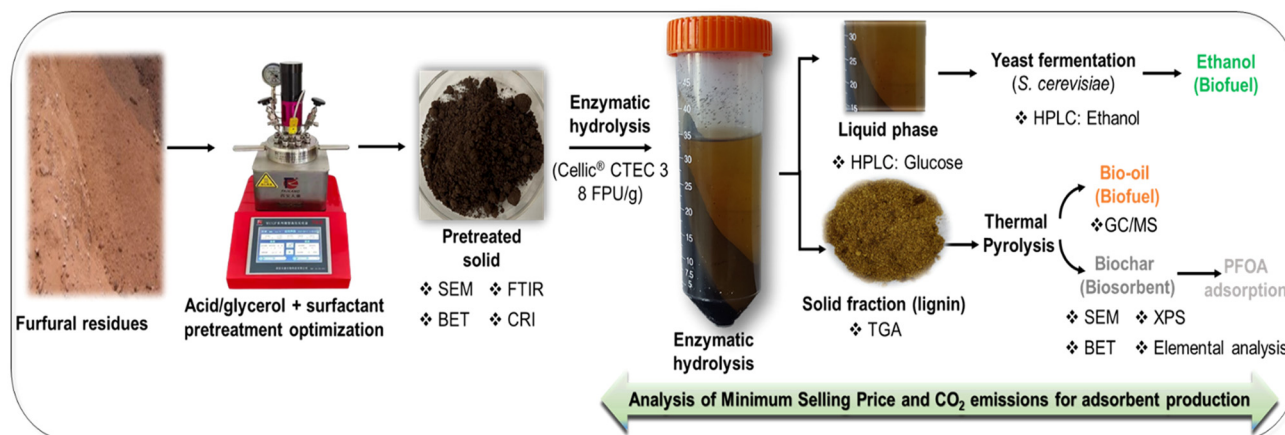 Furfural residues
Acid/glycerol + surfactant
pretreatment optimization
Pretreated
solid
❖ SEM ❖ FTIR
❖ BET ❖ CRI
Enzymatic
hydrolysis
(Cellic® CTEC 3
8 FPU/g)
Enzymatic
hydrolysis
Liquid phase
❖ HPLC: Glucose
Yeast fermentation
(S. cerevisiae)
❖ HPLC: Ethanol
Ethanol
(Biofuel)
Solid fraction (lignin)
❖ TGA
Thermal
Pyrolysis
Bio-oil
(Biofuel)
❖GC/MS
Biochar
(Biosorbent)
❖ SEM ❖ XPS
❖ BET ❖ Elemental analysis
PFOA
adsorption
Analysis of Minimum Selling Price and CO₂ emissions for adsorbent production